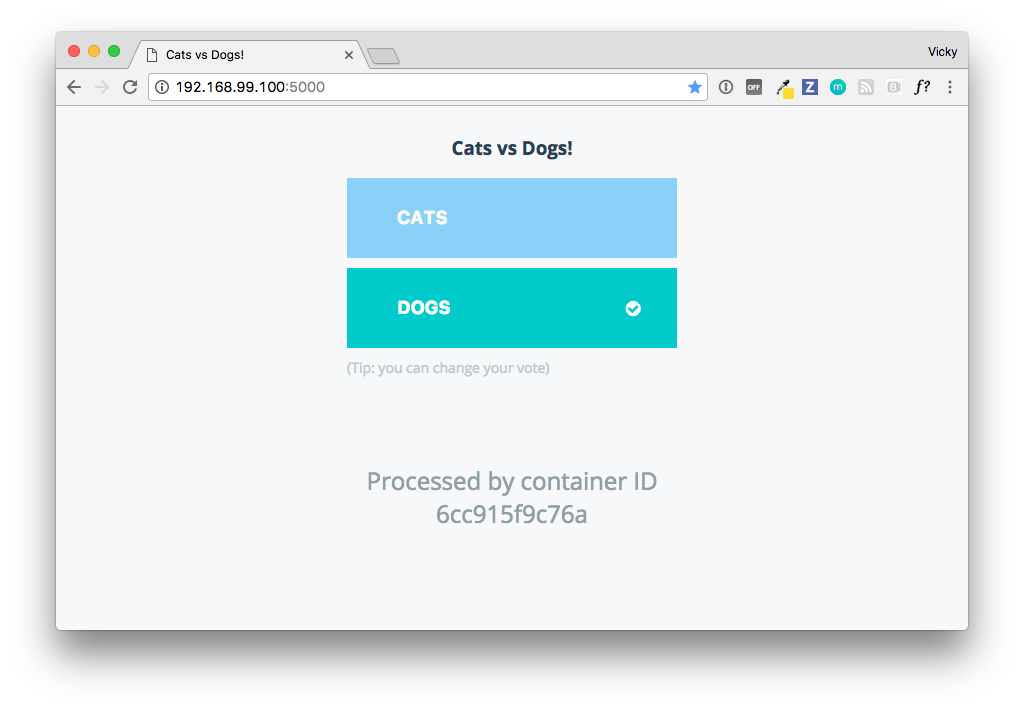 Cats vs Dogs!
Vicky
192.168.99.100:5000
OFF
Z
m
B
f?
Cats vs Dogs!
CATS
DOGS
(Tip: you can change your vote)
Processed by container ID
6cc915f9c76a